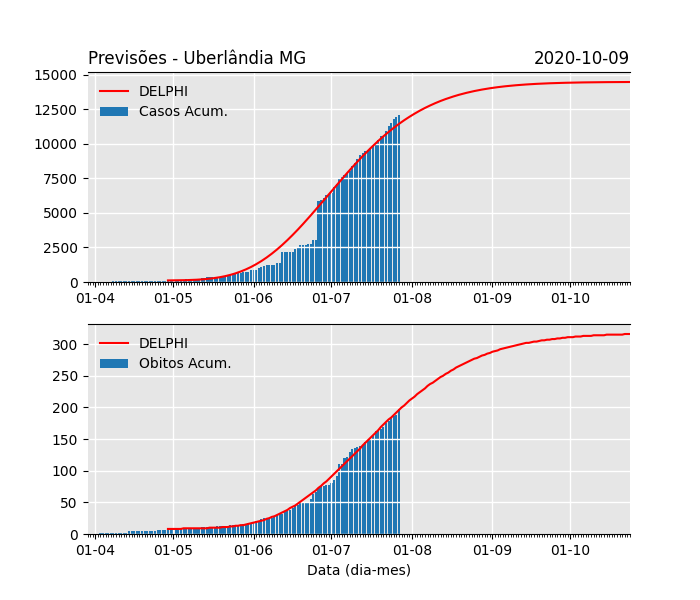 Previsões - Uberlândia MG 2020-10-09
15000
12500
10000
7500
5000
2500
0
DELPHI
Casos Acum.
01-04 01-05 01-06 01-07 01-08 01-09 01-10
300
250
200
150
100
50
0
DELPHI
Obitos Acum.
01-04 01-05 01-06 01-07 01-08 01-09 01-10
Data (dia-mes)